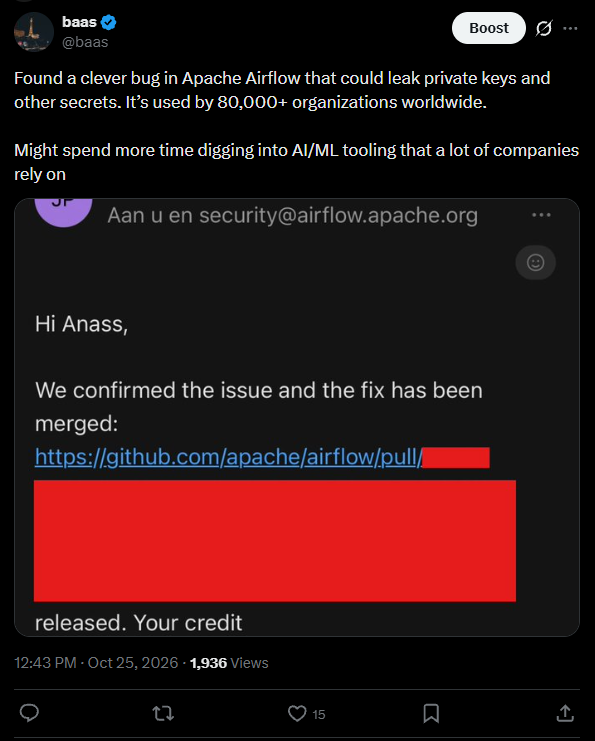 baas
@baas
Boost
Found a clever bug in Apache Airflow that could leak private keys and
other secrets. It’s used by 80,000+ organizations worldwide.
Might spend more time digging into AI/ML tooling that a lot of companies
rely on
JP
Aan u en security@airflow.apache.org
Hi Anass,
We confirmed the issue and the fix has been
merged:
https://github.com/apache/airflow/pull/
released. Your credit
12:43 PM · Oct 25, 2026 · 1,936 Views
15